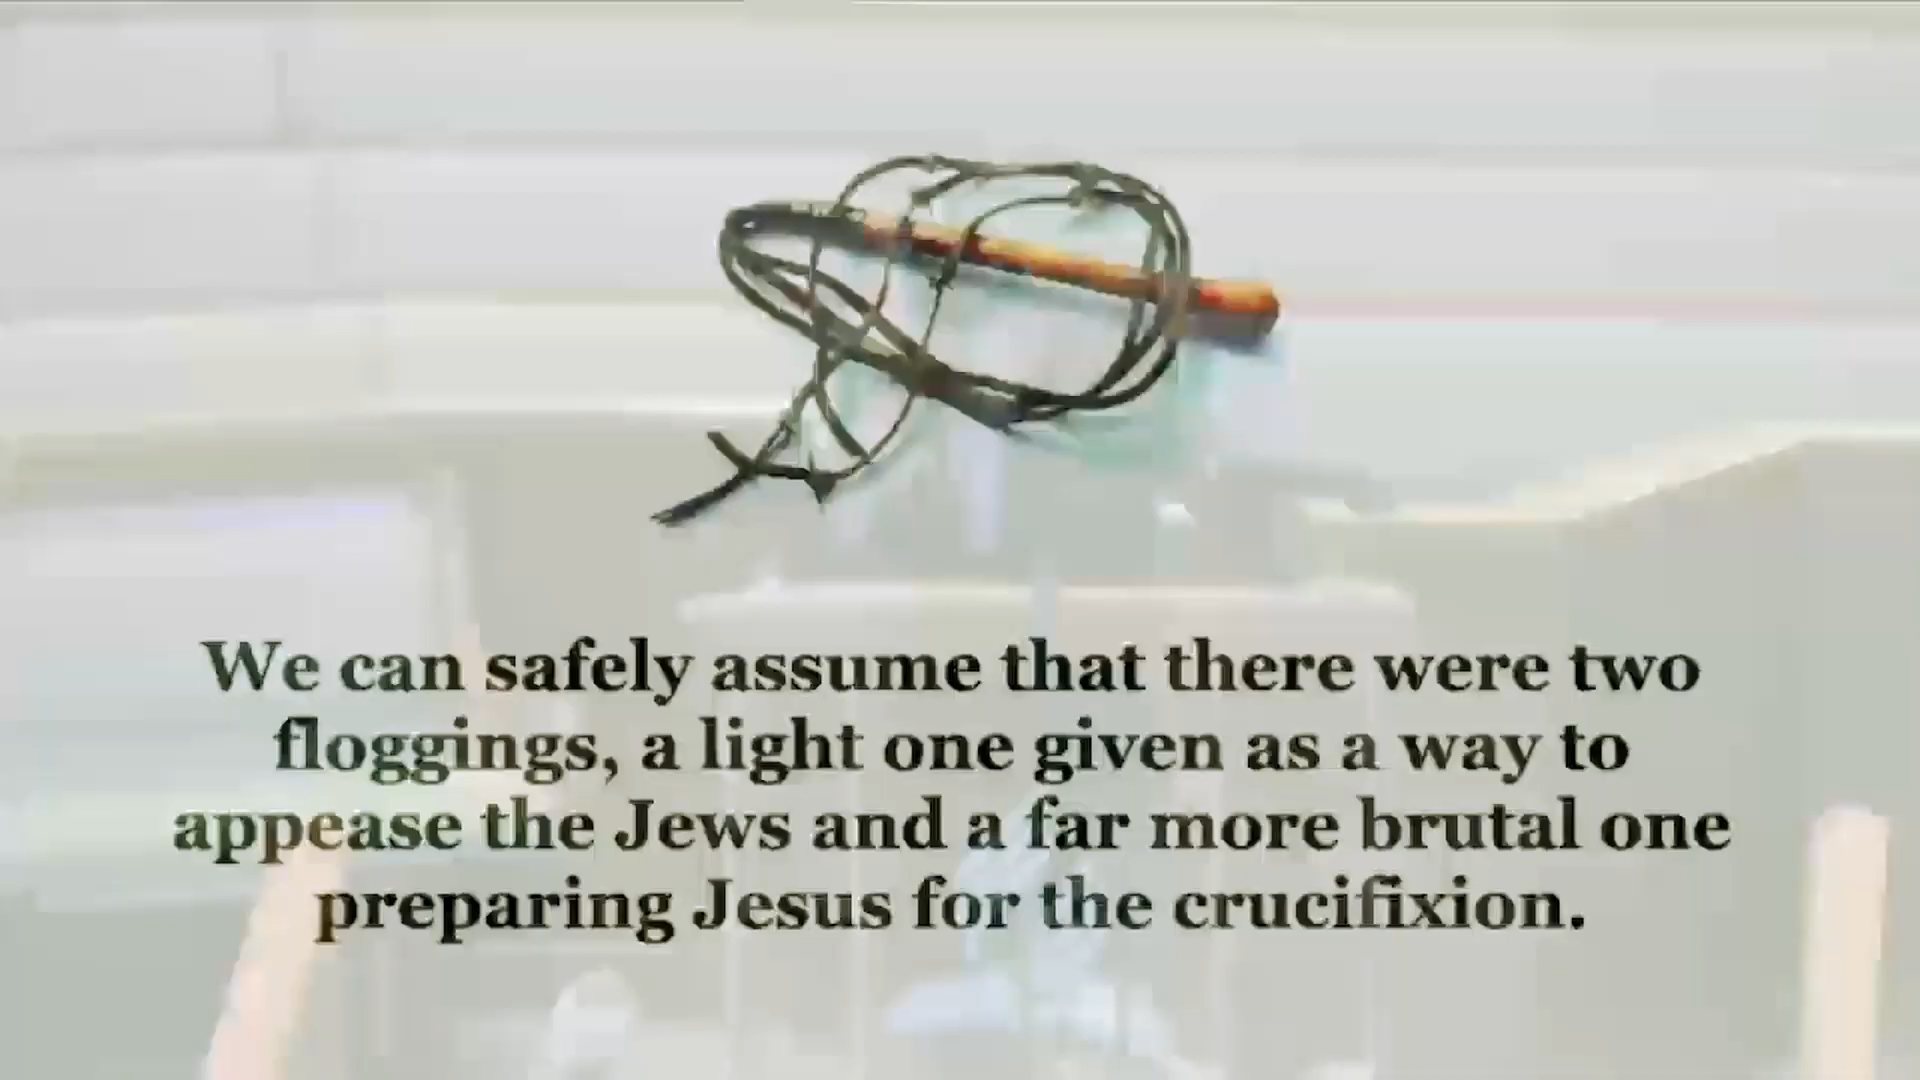 We can safely assume that there were two
floggings, a light one given as a way to
appease the Jews and a far more brutal one
preparing Jesus for the crucifixion.